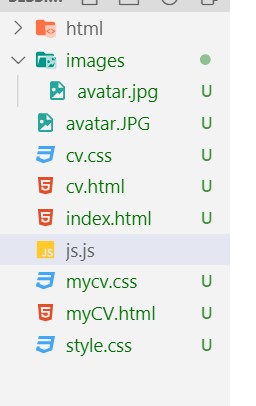 html
images
avatar.jpg U
avatar.JPG U
cv.css U
cv.html U
index.html U
JS js.js
mycv.css U
myCV.html U
style.css U